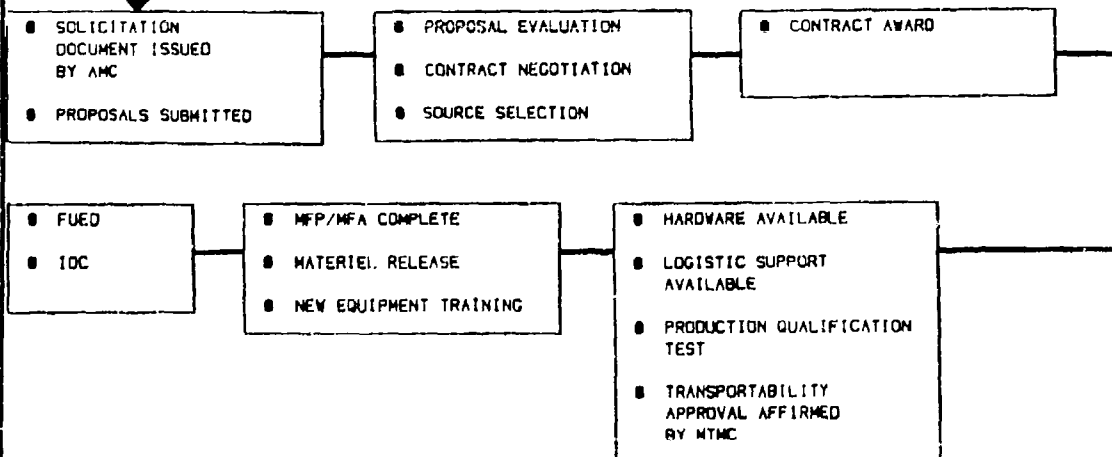 SOLICITATION
DOCUMENT ISSUED
BY AMC
PROPOSALS SUBMITTED
PROPOSAL EVALUATION
CONTRACT NEGOTIATION
SOURCE SELECTION
CONTRACT AWARD
FUED
IOC
MFP/MFA COMPLETE
MATERIEL RELEASE
NEW EQUIPMENT TRAINING
HARDWARE AVAILABLE
LOGISTIC SUPPORT
AVAILABLE
PRODUCTION QUALIFICATION
TEST
TRANSPORTABILITY
APPROVAL AFFIRMED
BY MTMC